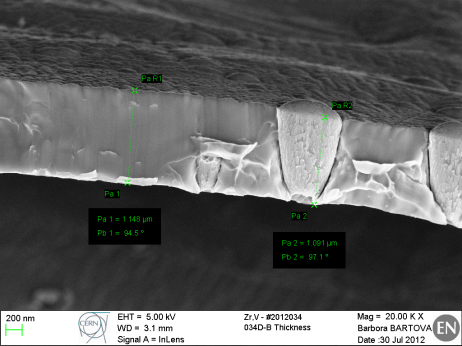 Pa R1
Pa R2
Pa 1
Pa 2
Pa 1 = 1.148 µm
Pb 1 = 94.5 °
Pa 2 = 1.091 µm
Pb 2 = 97.1 °
200 nm
CERN
EHT = 5.00 kV
WD = 3.1 mm
Signal A = InLens
Zr,V - #2012034
034D-B Thickness
Mag = 20.00 K X
Barbora BARTOVA
Date :30 Jul 2012
EN